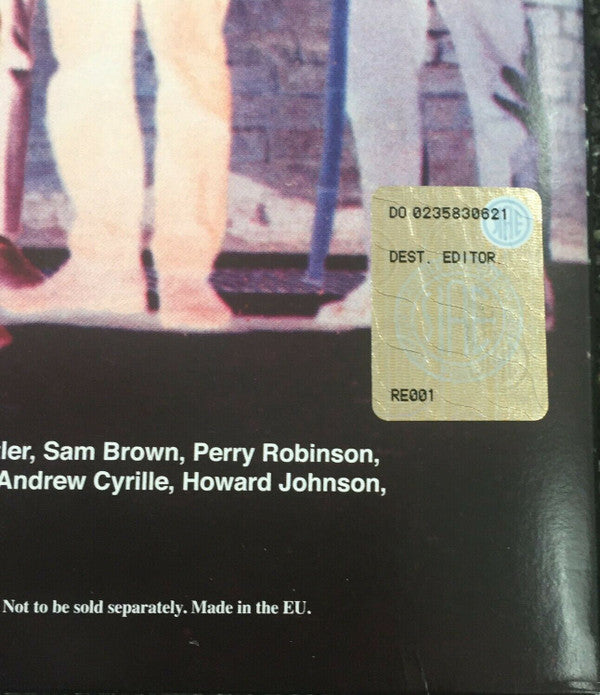 DO 0235830621
DEST. EDITOR.
RE001
ler, Sam Brown, Perry Robinson,
Andrew Cyrille, Howard Johnson,
Not to be sold separately. Made in the EU.